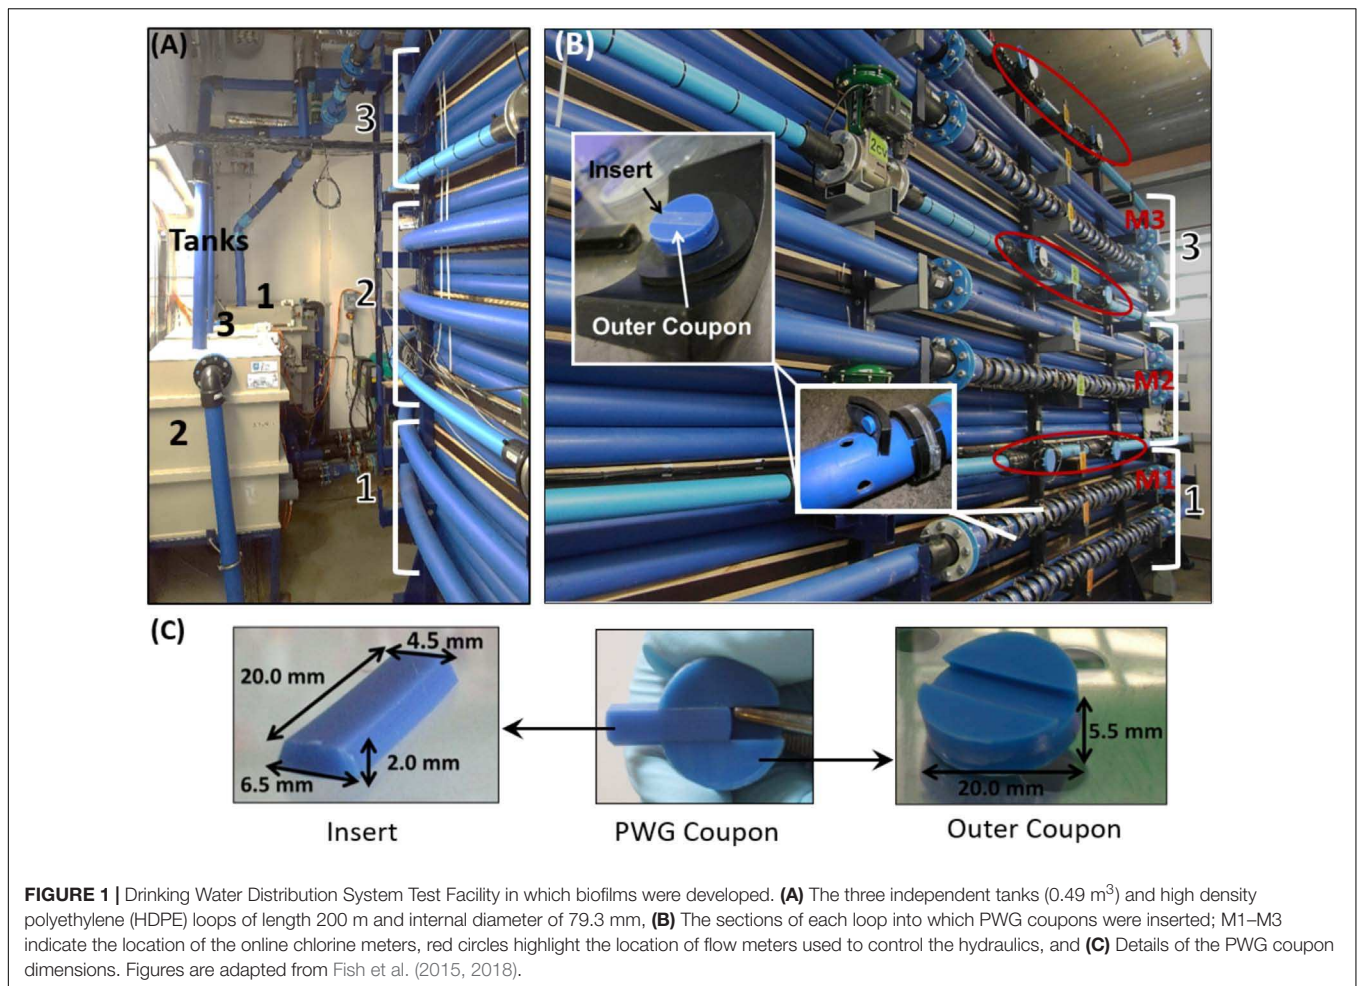 (A)
3
Tanks
1
3
2
2
1
(B)
2cv
Insert
Outer Coupon
M3
3
M2
M1
1
(C)
4.5 mm
20.0 mm
2.0 mm
6.5 mm
5.5 mm
20.0 mm
Insert
PWG Coupon
Outer Coupon
FIGURE 1 | Drinking Water Distribution System Test Facility in which biofilms were developed. (A) The three independent tanks (0.49 m³) and high density
polyethylene (HDPE) loops of length 200 m and internal diameter of 79.3 mm, (B) The sections of each loop into which PWG coupons were inserted; M1–M3
indicate the location of the online chlorine meters, red circles highlight the location of flow meters used to control the hydraulics, and (C) Details of the PWG coupon
dimensions. Figures are adapted from Fish et al. (2015, 2018).